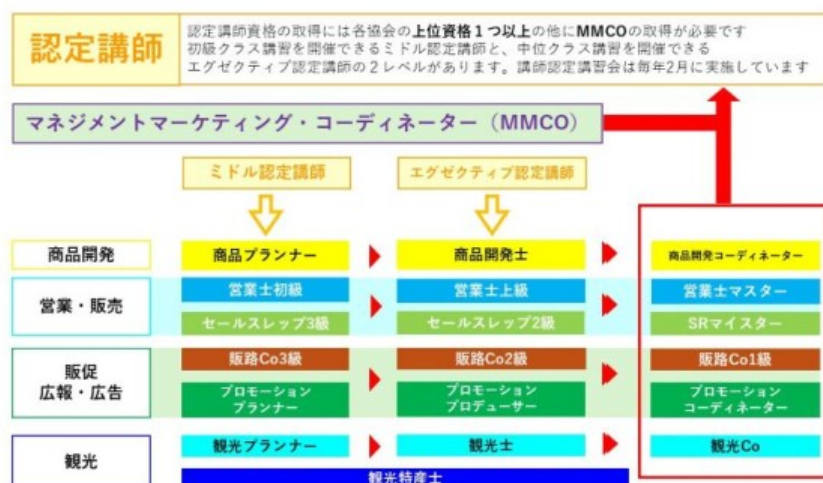 認定講師
認定講師資格の取得には各協会の上位資格１つ以上の他にMMCOの取得が必要です
初級クラス講習を開催できるミドル認定講師と、中位クラス講習を開催できる
エグゼクティブ認定講師の２レベルがあります。講師認定講習会は毎年2月に実施しています
マネジメントマーケティング・コーディネーター（MMCO）
ミドル認定講師
エグゼクティブ認定講師
商品開発
商品プランナー
商品開発士
商品開発コーディネーター
営業・販売
営業士初級
営業士上級
営業士マスター
セールスレップ3級
セールスレップ2級
SRマイスター
販促
広報・広告
販路Co3級
販路Co2級
販路Co1級
プロモーション
プランナー
プロモーション
プロデューサー
プロモーション
コーディネーター
観光
観光プランナー
観光士
観光Co
観光特産士